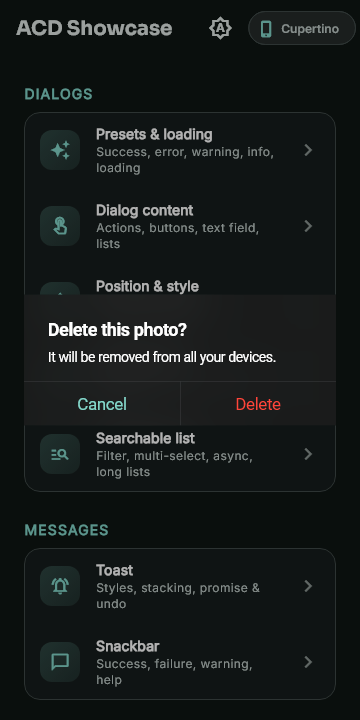 ACD Showcase
A
Cupertino
DIALOGS
Presets & loading
Success, error, warning, info,
loading
Dialog content
Actions, buttons, text field,
lists
Position & style
Delete this photo?
It will be removed from all your devices.
Cancel
Delete
Searchable list
Filter, multi-select, async,
long lists
MESSAGES
Toast
Styles, stacking, promise &
undo
Snackbar
Success, failure, warning,
help